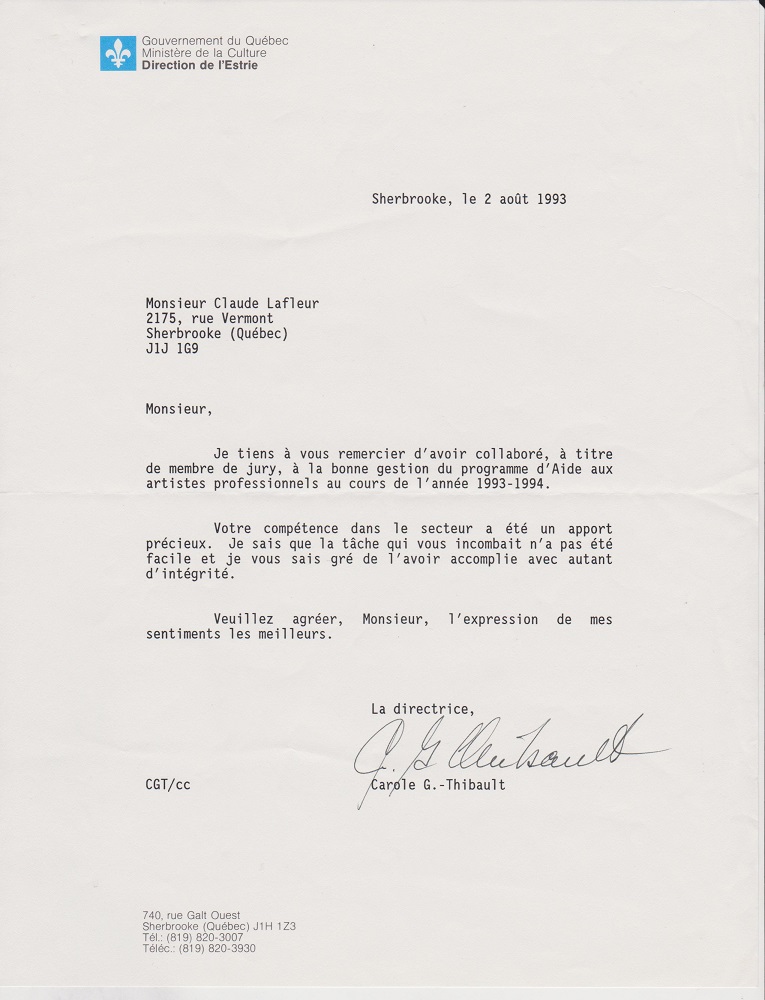 Gouvernement du Québec
Ministère de la Culture
Direction de l'Estrie
Sherbrooke, le 2 août 1993
Monsieur Claude Lafleur
2175, rue Vermont
Sherbrooke (Québec)
J1J 1G9
Monsieur,
Je tiens à vous remercier d'avoir collaboré, à titre
de membre de jury, à la bonne gestion du programme d'Aide aux
artistes professionnels au cours de l'année 1993-1994.
Votre compétence dans le secteur a été un apport
précieux. Je sais que la tâche qui vous incombait n'a pas été
facile et je vous sais gré de l'avoir accomplie avec autant
d'intégrité.
Veuillez agréer, Monsieur, l'expression de mes
sentiments les meilleurs.
La directrice,
C. G. Thibault
CGT/cc Carole G.-Thibault
740, rue Galt Ouest
Sherbrooke (Québec) J1H 1Z3
Tél.: (819) 820-3007
Téléc.: (819) 820-3930